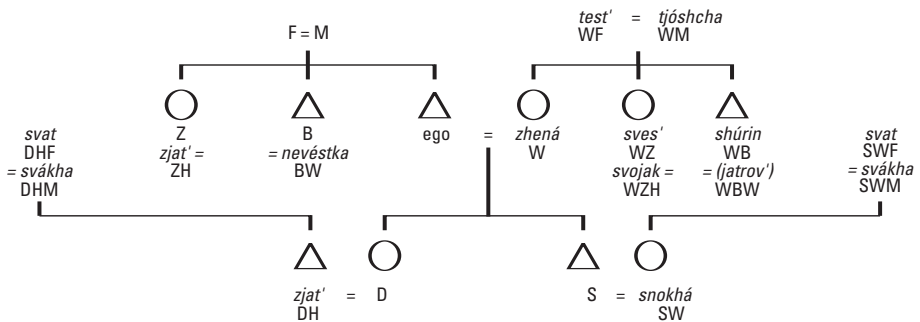 F = M
test' = tjóshcha
WF WM
Z B ego = zhená sves' shúrin
zjat' = = nevéstka W WZ WB
ZH BW svojak = = (jatrov')
WZH WBW
svat
DHF
= svákha
DHM
svat
SWF
= svákha
SWM
zjat' = D S = snokhá
DH SW